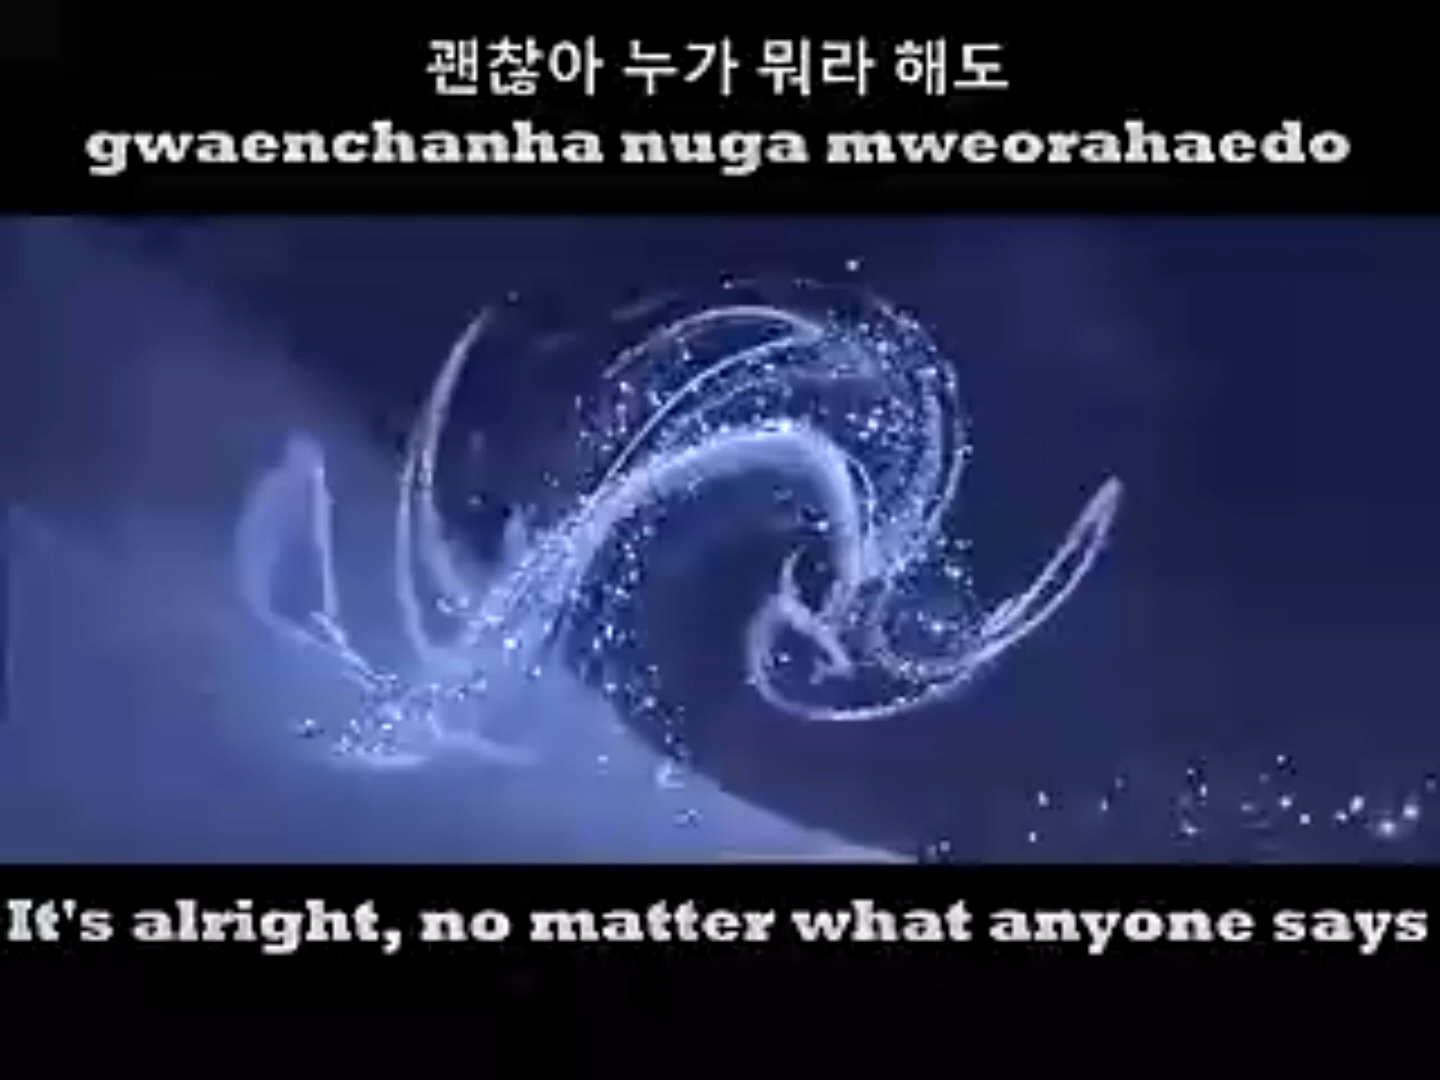 괜찮아 누가 뭐라 해도
gwaenchanha nuga mweorahaedo
It's alright, no matter what anyone says